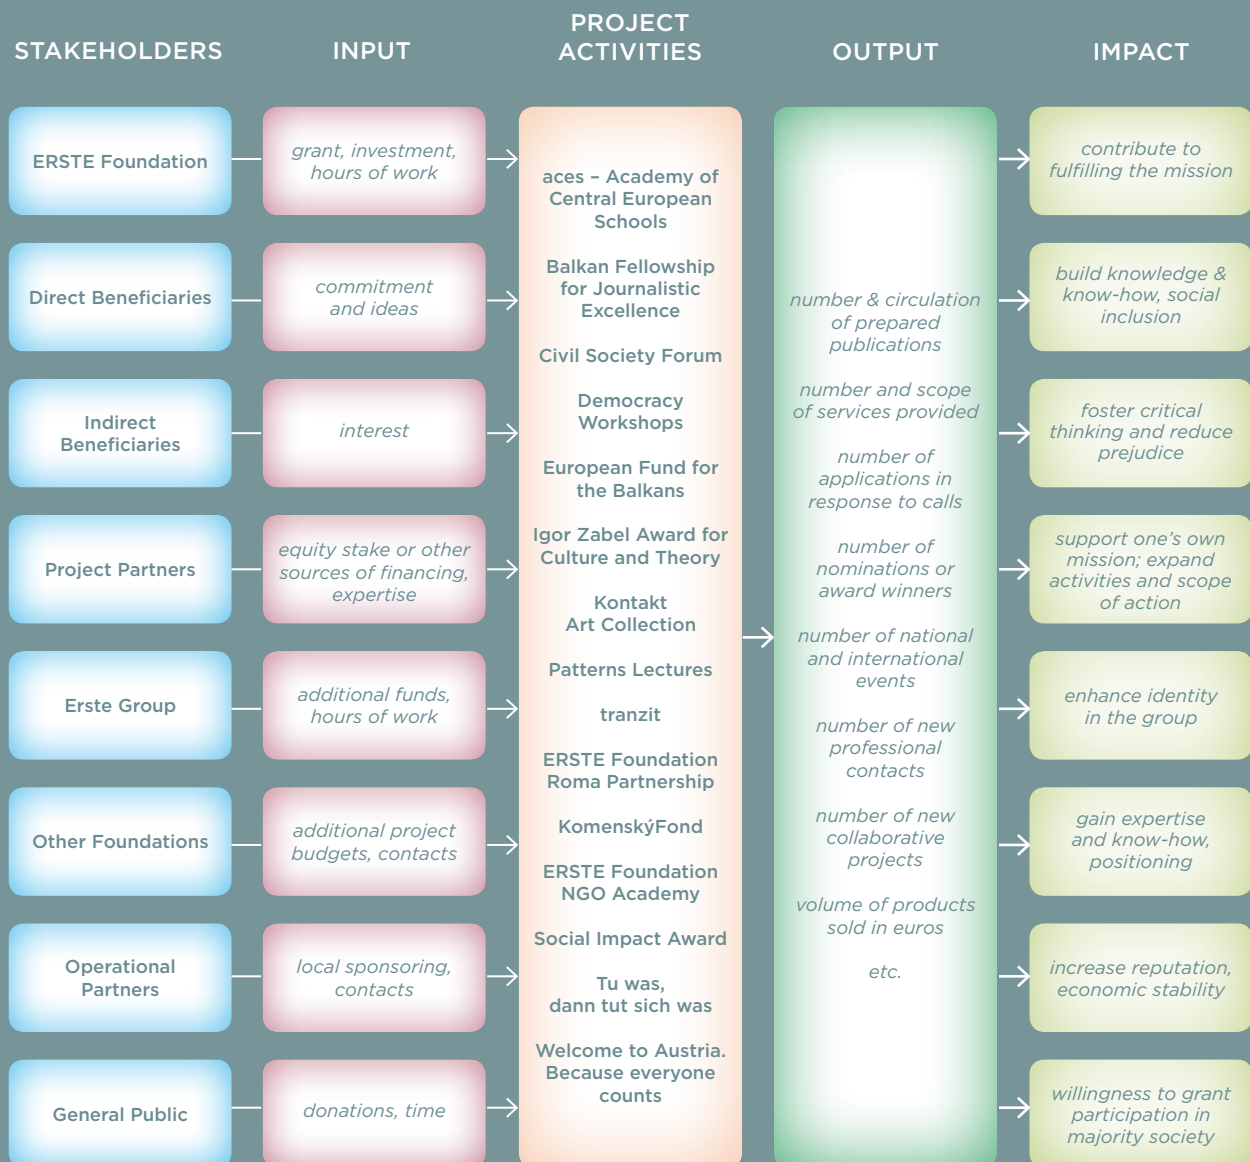 STAKEHOLDERS
INPUT
PROJECT
ACTIVITIES
OUTPUT
IMPACT
ERSTE Foundation
Direct Beneficiaries
Indirect
Beneficiaries
Project Partners
Erste Group
Other Foundations
Operational
Partners
General Public
grant, investment,
hours of work
commitment
and ideas
interest
equity stake or other
sources of financing,
expertise
additional funds,
hours of work
additional project
budgets, contacts
local sponsoring,
contacts
donations, time
aces – Academy of
Central European
Schools
Balkan Fellowship
for Journalistic
Excellence
Civil Society Forum
Democracy
Workshops
European Fund for
the Balkans
Igor Zabel Award for
Culture and Theory
Kontakt
Art Collection
Patterns Lectures
tranzit
ERSTE Foundation
Roma Partnership
KomenskýFond
ERSTE Foundation
NGO Academy
Social Impact Award
Tu was,
dann tut sich was
Welcome to Austria.
Because everyone
counts
number & circulation
of prepared
publications
number and scope
of services provided
number of
applications in
response to calls
number of
nominations or
award winners
number of national
and international
events
number of new
professional
contacts
number of new
collaborative
projects
volume of products
sold in euros
etc.
contribute to
fulfilling the mission
build knowledge &
know-how, social
inclusion
foster critical
thinking and reduce
prejudice
support one’s own
mission; expand
activities and scope
of action
enhance identity
in the group
gain expertise
and know-how,
positioning
increase reputation,
economic stability
willingness to grant
participation in
majority society